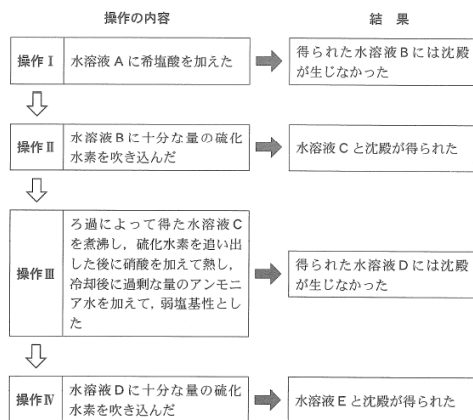 操作の内容
結 果
操作Ⅰ
水溶液Aに希塩酸を加えた
得られた水溶液Bには沈殿
が生じなかった
操作Ⅱ
水溶液Bに十分な量の硫化
水素を吹き込んだ
水溶液Cと沈殿が得られた
操作Ⅲ
ろ過によって得た水溶液C
を煮沸し，硫化水素を追い出
した後に硝酸を加えて熱し，
冷却後に過剰な量のアンモニ
ア水を加えて，弱塩基性とし
た
得られた水溶液Dには沈殿
が生じなかった
操作Ⅳ
水溶液Dに十分な量の硫化
水素を吹き込んだ
水溶液Eと沈殿が得られた